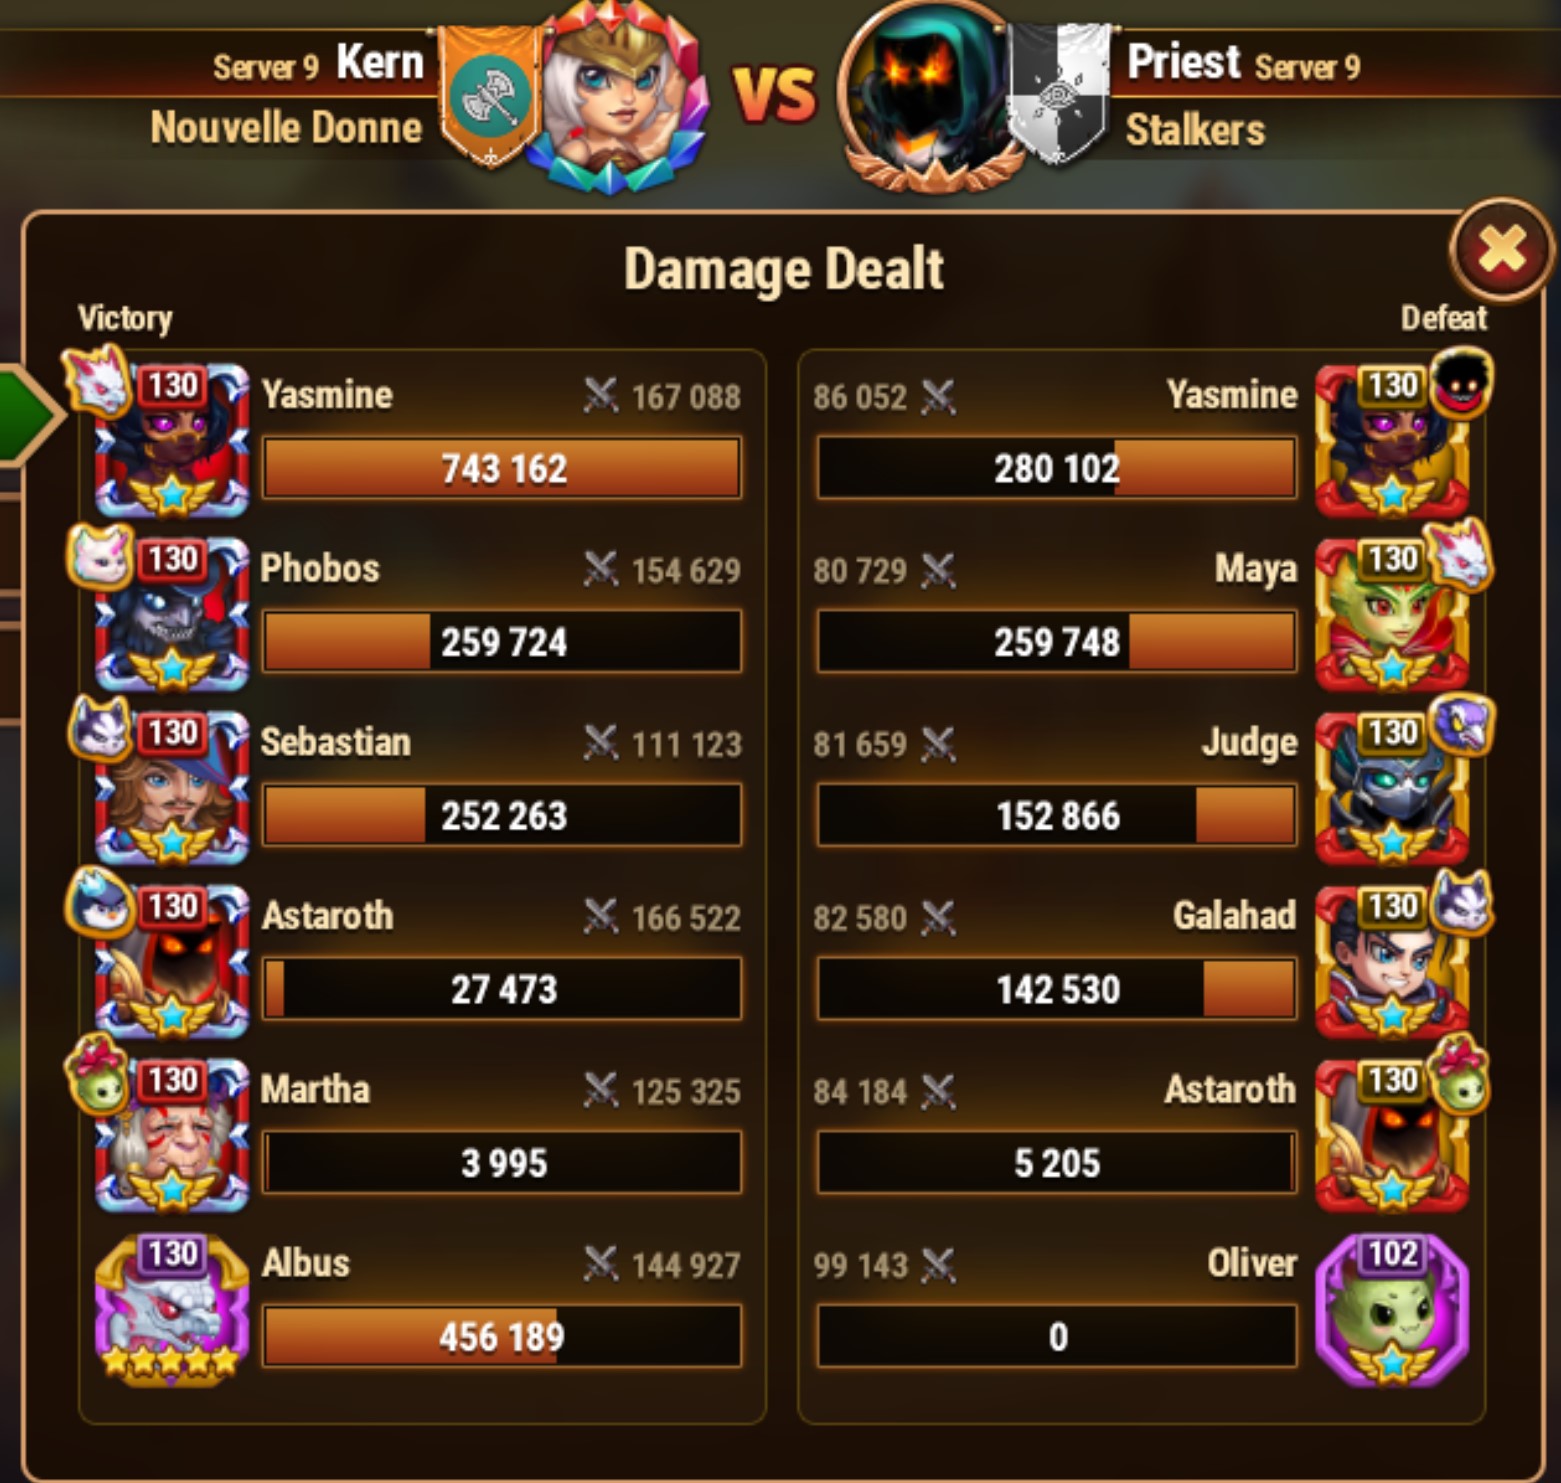 Server 9 Kern
Nouvelle Donne
VS
Priest Server 9
Stalkers
Damage Dealt
Victory
Defeat
130 Yasmine 167 088
743 162
86 052 Yasmine 130
280 102
130 Phobos 154 629
259 724
80 729 Maya 130
259 748
130 Sebastian 111 123
252 263
81 659 Judge 130
152 866
130 Astaroth 166 522
27 473
82 580 Galahad 130
142 530
130 Martha 125 325
3 995
84 184 Astaroth 130
5 205
130 Albus 144 927
456 189
99 143 Oliver 102
0